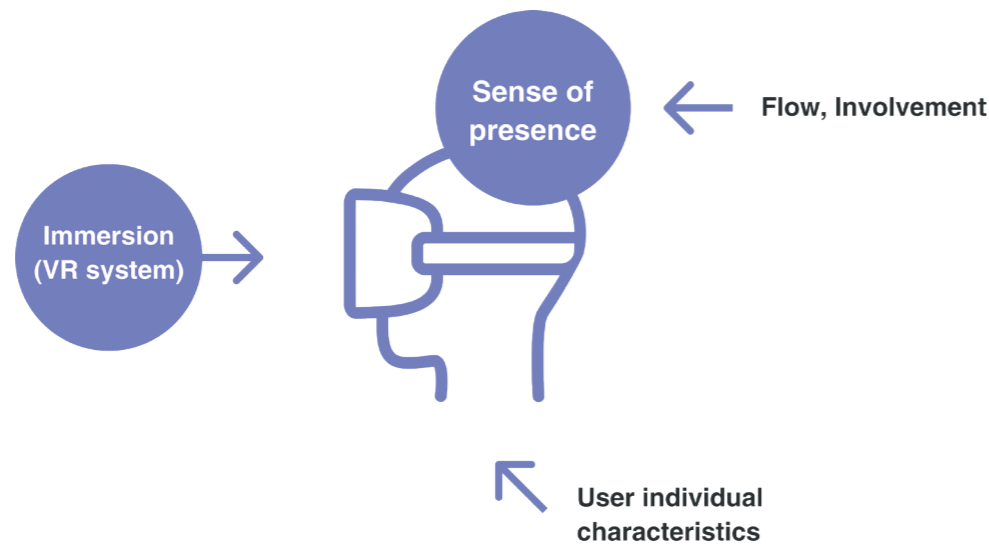 Sense of
presence
Flow, Involvement
Immersion
(VR system)
User individual
characteristics